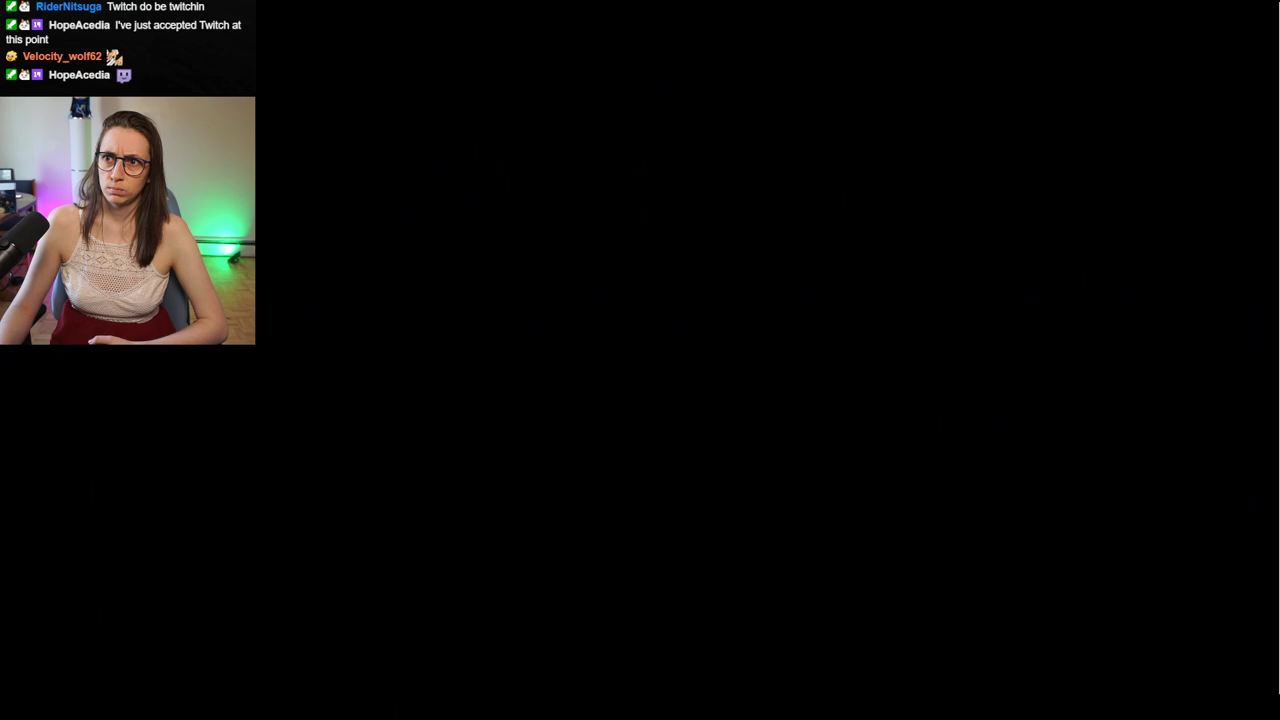 RiderNitsuga Twitch do be twitchin
HopeAcedia I've just accepted Twitch at
this point
Velocity_wolf62
HopeAcedia